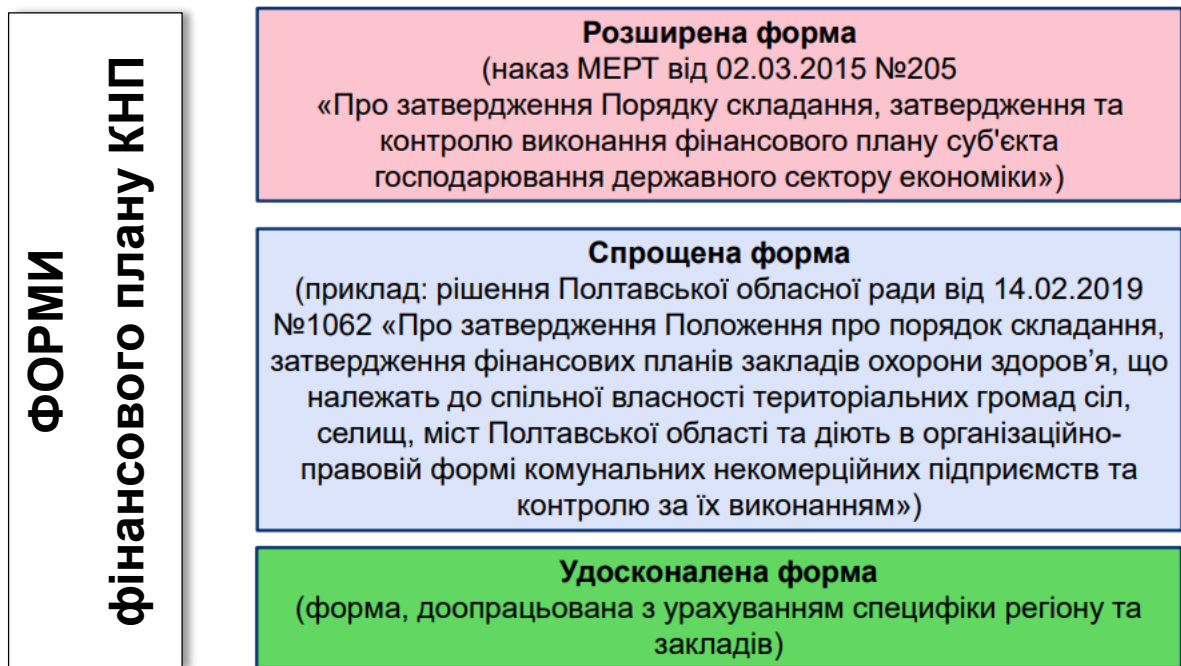 ФОРМИ
фінансового плану КНП
Розширена форма
(наказ МЕРТ від 02.03.2015 №205
«Про затвердження Порядку складання, затвердження та
контролю виконання фінансового плану суб'єкта
господарювання державного сектору економіки»)
Спрощена форма
(приклад: рішення Полтавської обласної ради від 14.02.2019
№1062 «Про затвердження Положення про порядок складання,
затвердження фінансових планів закладів охорони здоров’я, що
належать до спільної власності територіальних громад сіл,
селищ, міст Полтавської області та діють в організаційно-
правовій формі комунальних некомерційних підприємств та
контролю за їх виконанням»)
Удосконалена форма
(форма, доопрацьована з урахуванням специфіки регіону та
закладів)